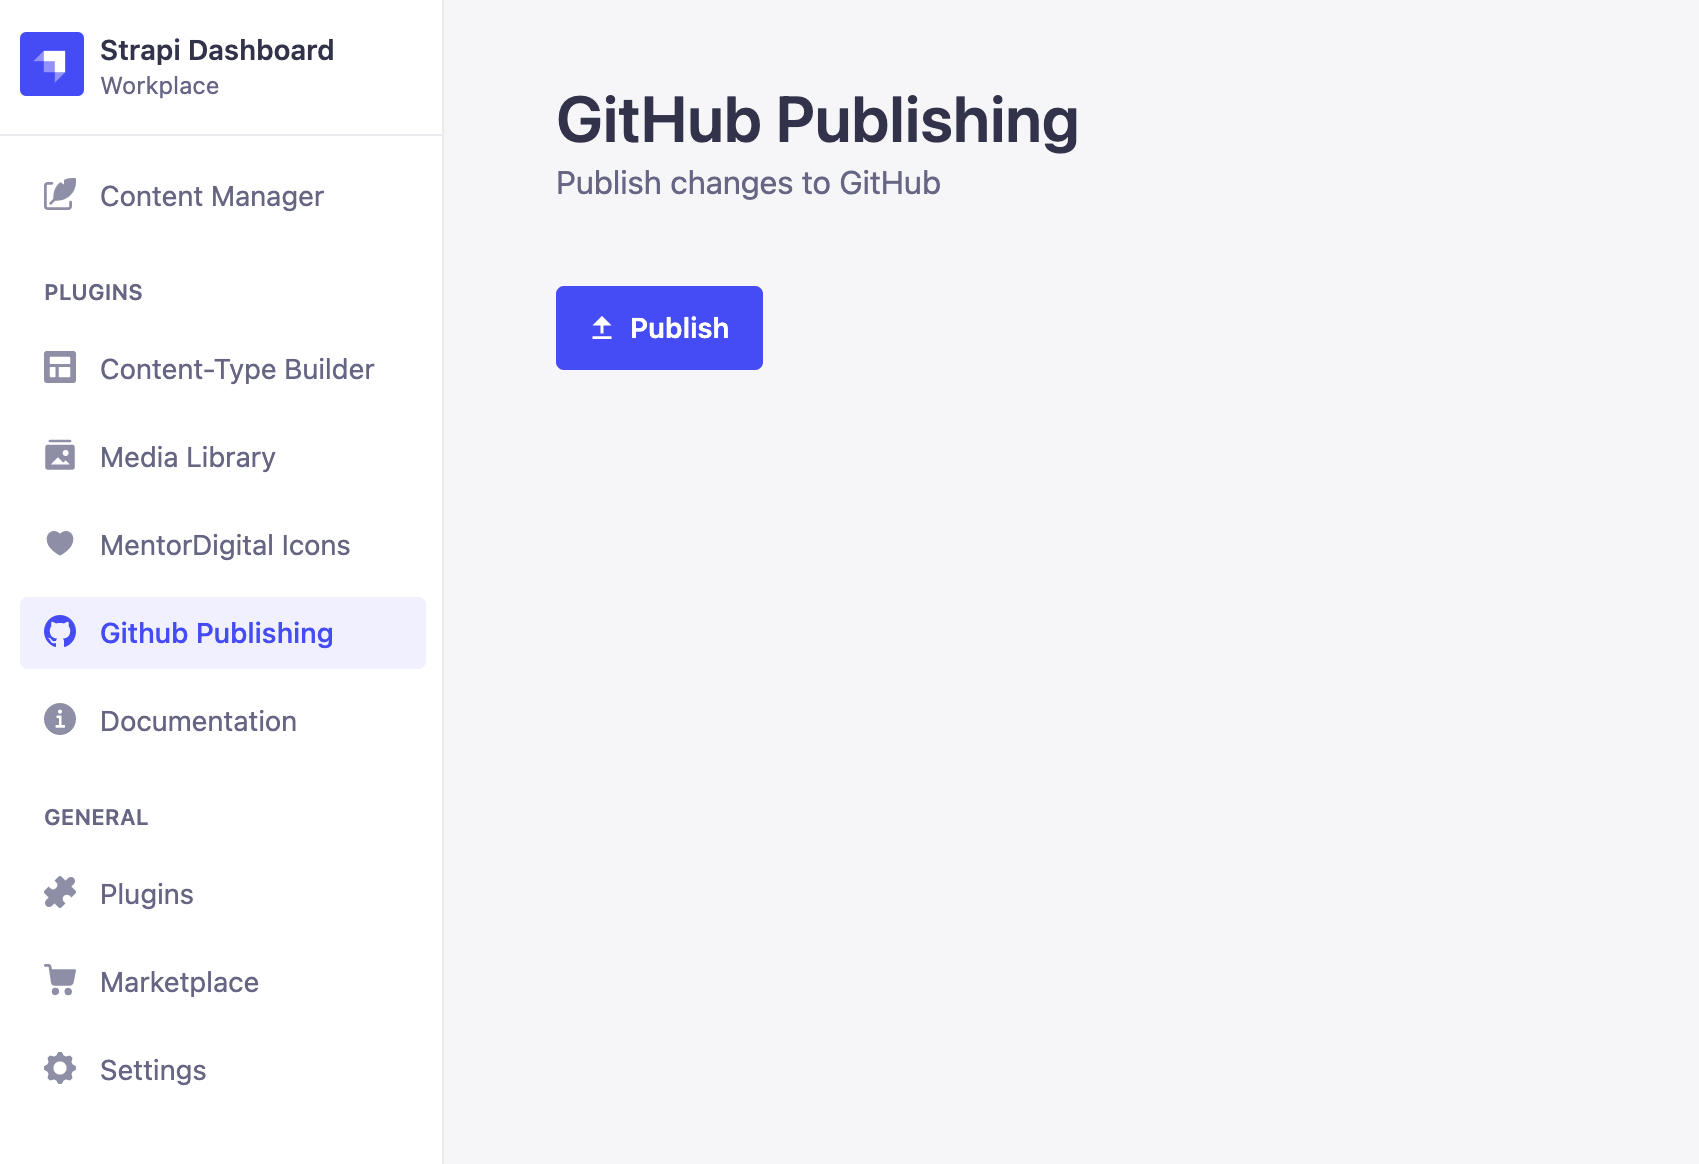 Strapi Dashboard
Workplace
Content Manager
PLUGINS
Content-Type Builder
Media Library
MentorDigital Icons
Github Publishing
Documentation
GENERAL
Plugins
Marketplace
Settings
GitHub Publishing
Publish changes to GitHub
Publish